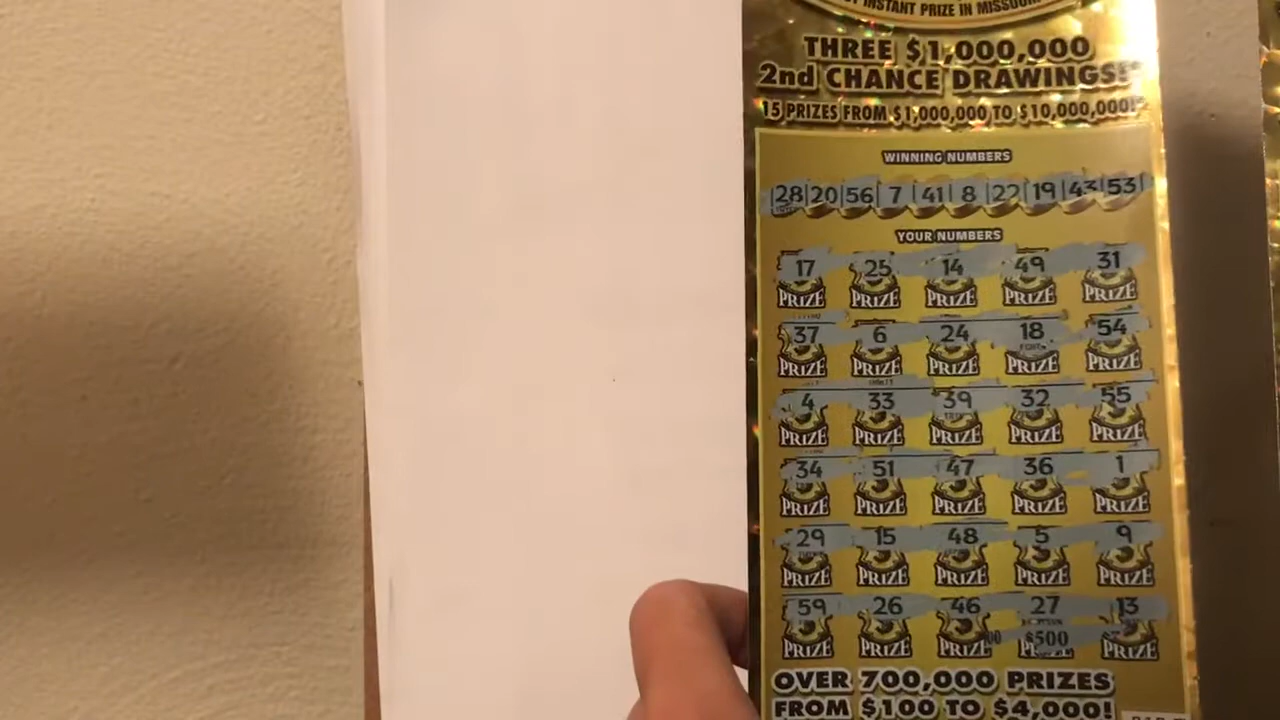 INSTANT PRIZE IN MISSOURI
THREE $1,000,000
2nd CHANCE DRAWINGS!
15 PRIZES FROM $1,000,000 TO $10,000,000!
WINNING NUMBERS
28 20 56 7 41 8 22 19 43 53
YOUR NUMBERS
17 25 14 49 31
PRIZE PRIZE PRIZE PRIZE PRIZE
37 6 24 18 54
PRIZE PRIZE PRIZE PRIZE PRIZE
4 33 39 32 55
PRIZE PRIZE PRIZE PRIZE PRIZE
34 51 47 36 1
PRIZE PRIZE PRIZE PRIZE PRIZE
29 15 48 5 9
PRIZE PRIZE PRIZE PRIZE PRIZE
59 26 46 27 13
PRIZE PRIZE PRIZE $500 PRIZE
OVER 700,000 PRIZES
FROM $100 TO $4,000!